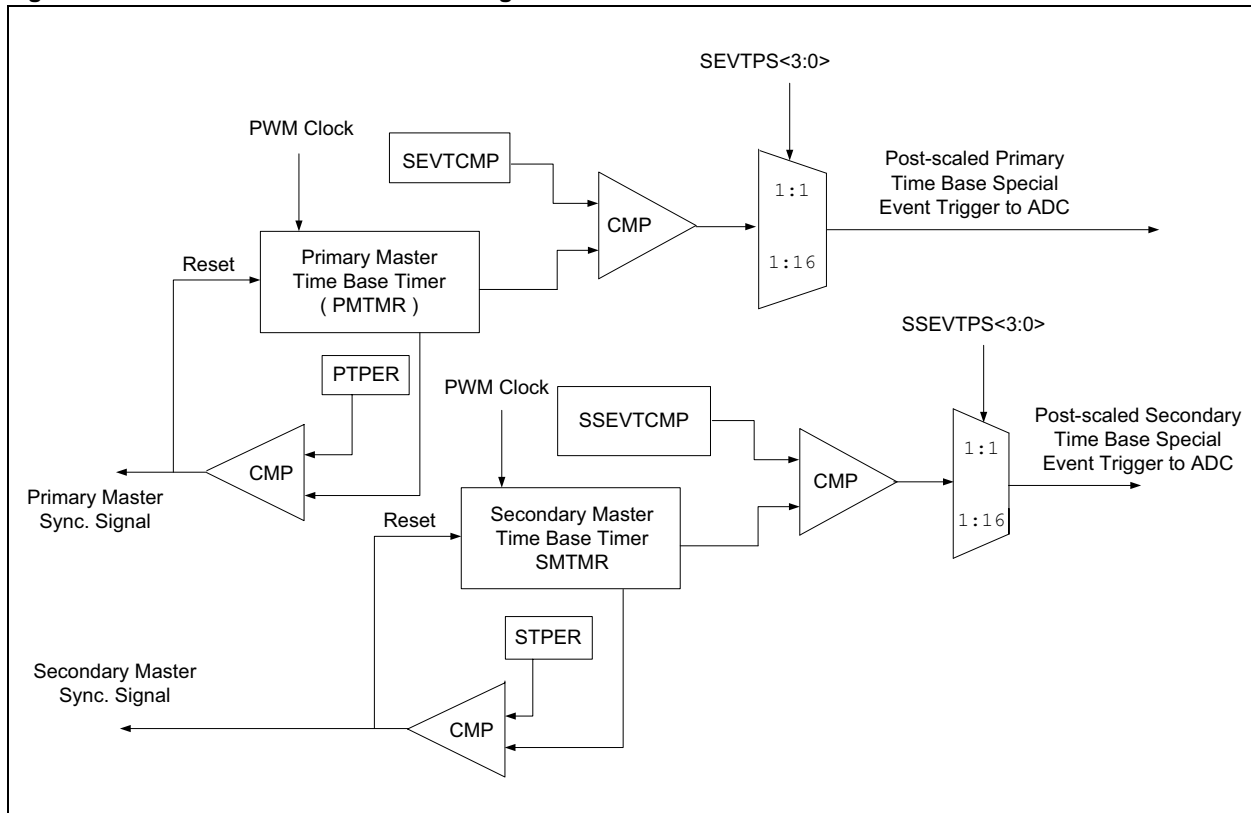 SEVTPS<3:0>
PWM Clock
SEVTCMP
Post-scaled Primary
Time Base Special
Event Trigger to ADC
1:1
CMP
1:16
Reset
Primary Master
Time Base Timer
( PMTMR )
SSEVTPS<3:0>
PTPER
PWM Clock
SSEVTCMP
Post-scaled Secondary
Time Base Special
Event Trigger to ADC
1:1
CMP
CMP
1:16
Primary Master
Sync. Signal
Reset
Secondary Master
Time Base Timer
SMTMR
STPER
Secondary Master
Sync. Signal
CMP